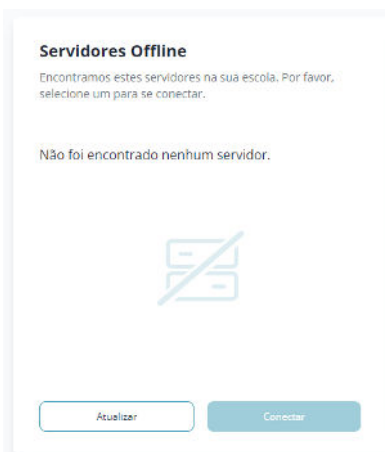 Servidores Offline
Encontramos estes servidores na sua escola. Por favor,
selecione um para se conectar.
Não foi encontrado nenhum servidor.
Atualizar
Conectar